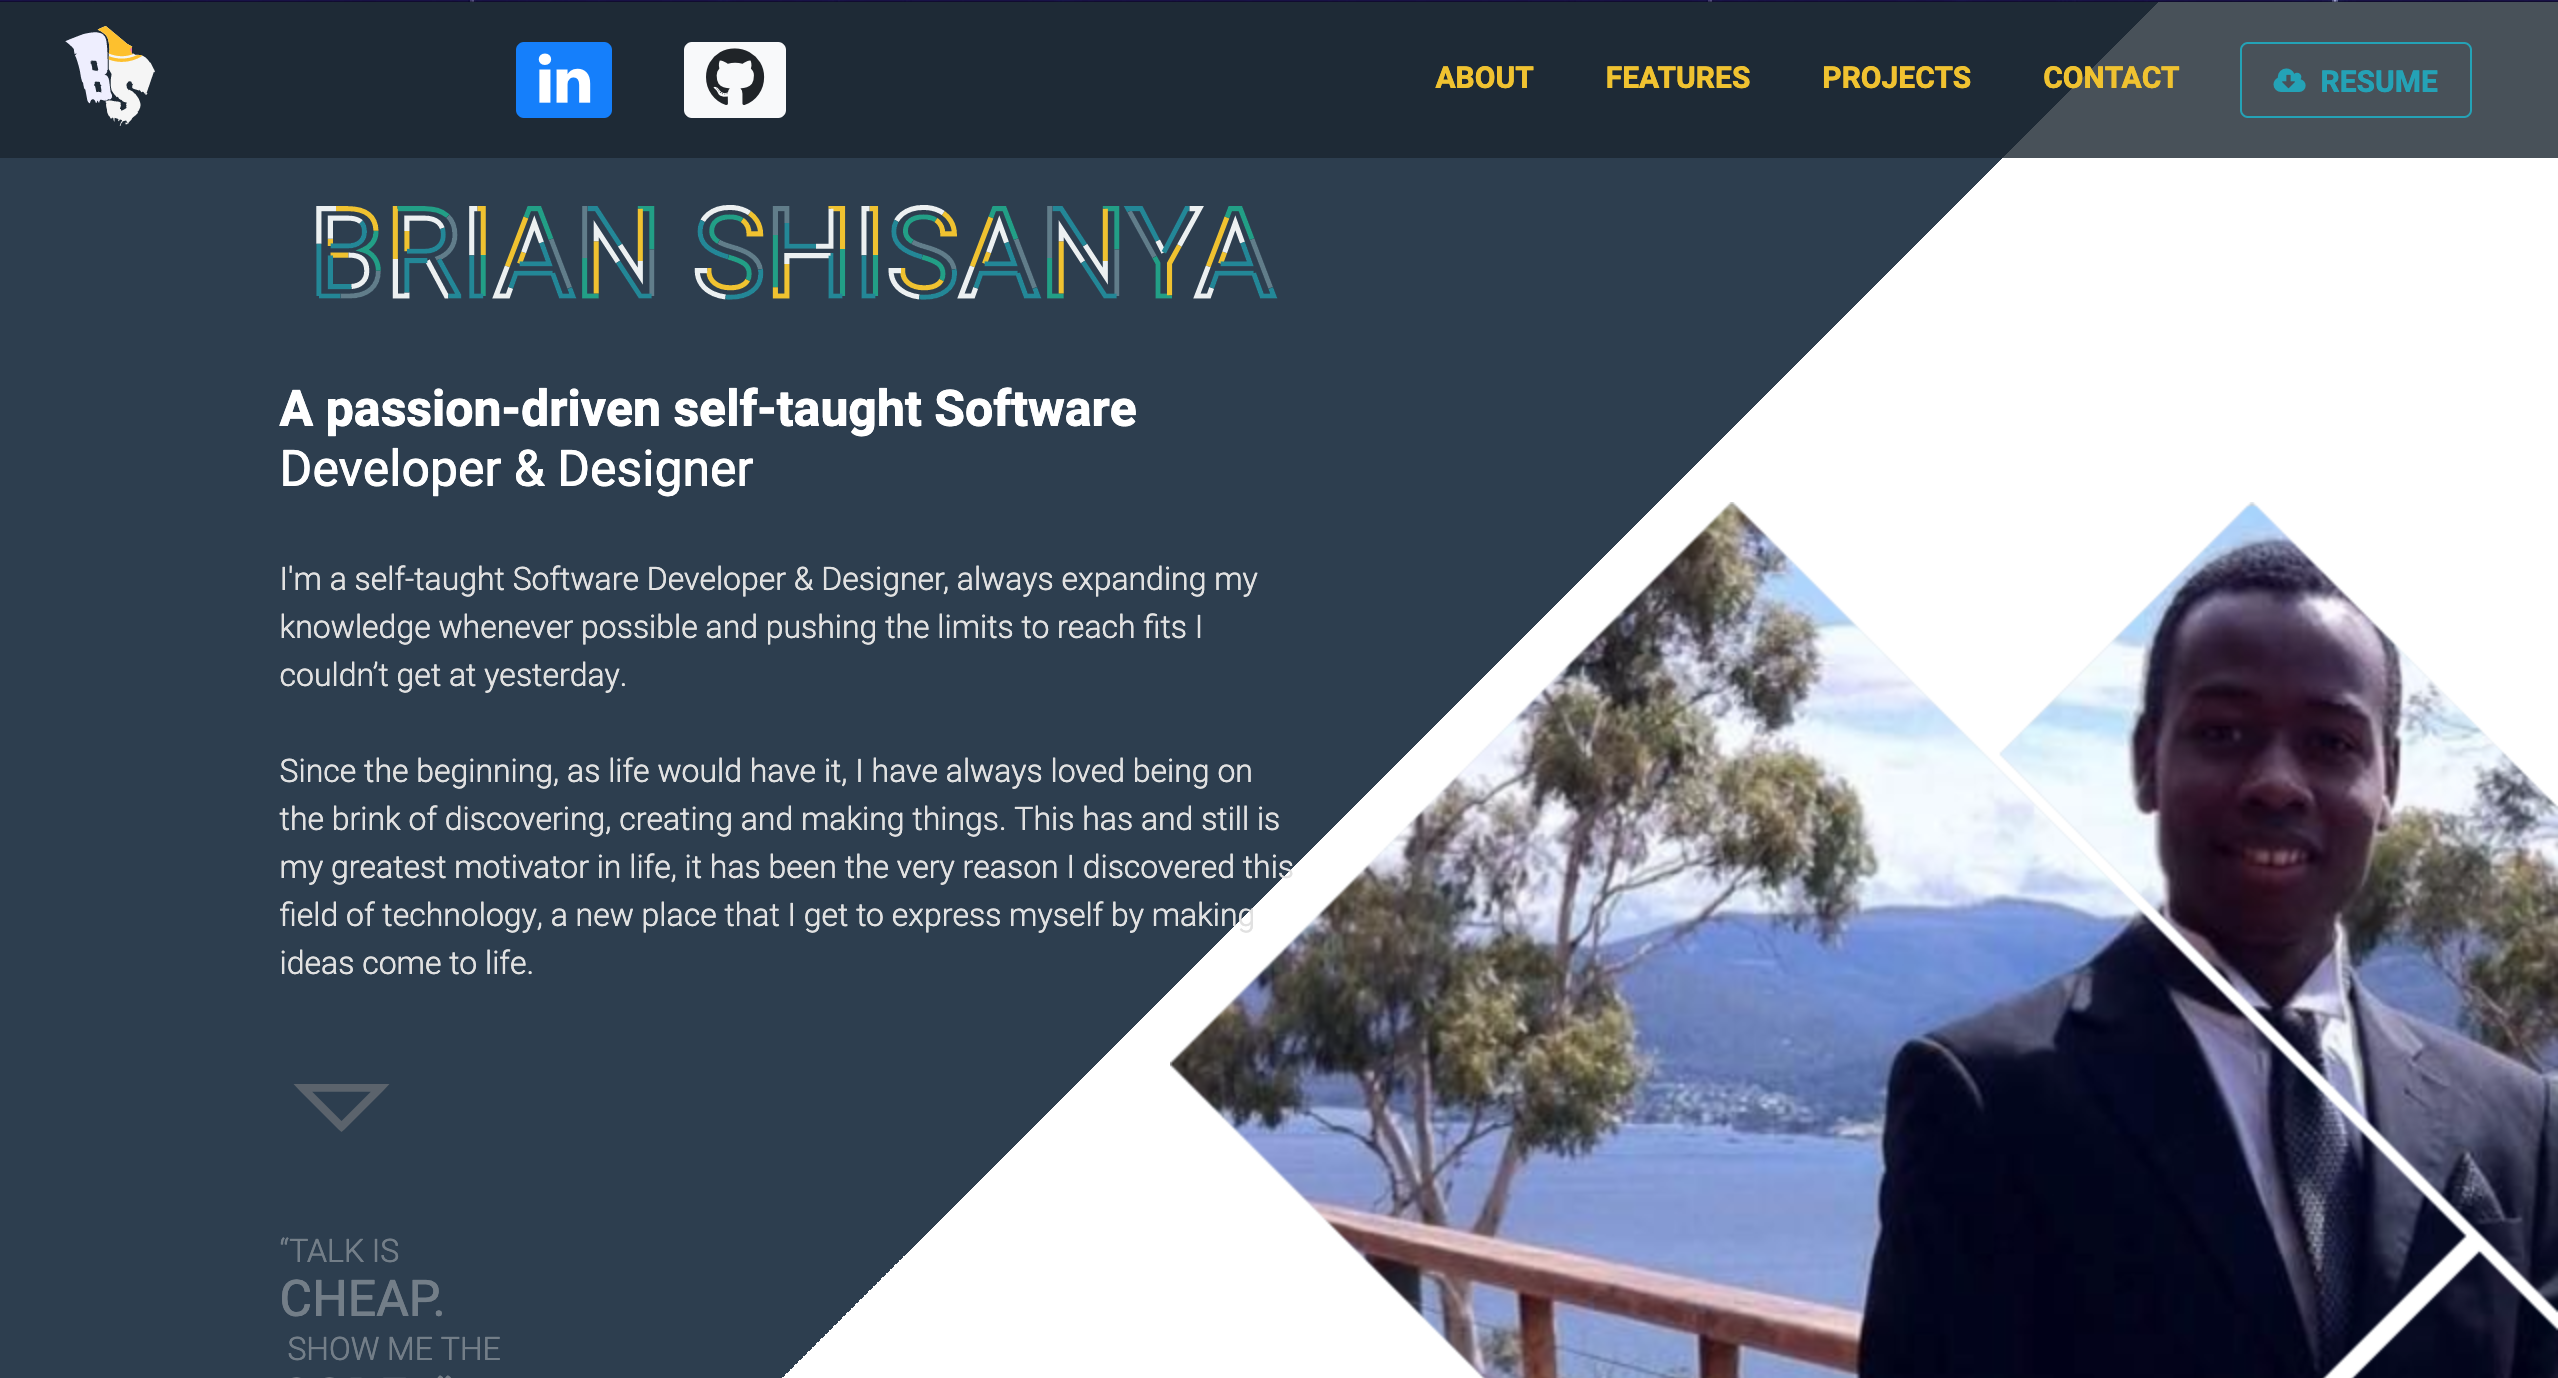 BS
in
ABOUT
FEATURES
PROJECTS
CONTACT
RESUME
BRIAN SHISANYA
A passion-driven self-taught Software
Developer & Designer
I'm a self-taught Software Developer & Designer, always expanding my
knowledge whenever possible and pushing the limits to reach fits I
couldn’t get at yesterday.
Since the beginning, as life would have it, I have always loved being on
the brink of discovering, creating and making things. This has and still is
my greatest motivator in life, it has been the very reason I discovered this
field of technology, a new place that I get to express myself by making
ideas come to life.
“TALK IS
CHEAP.
SHOW ME THE